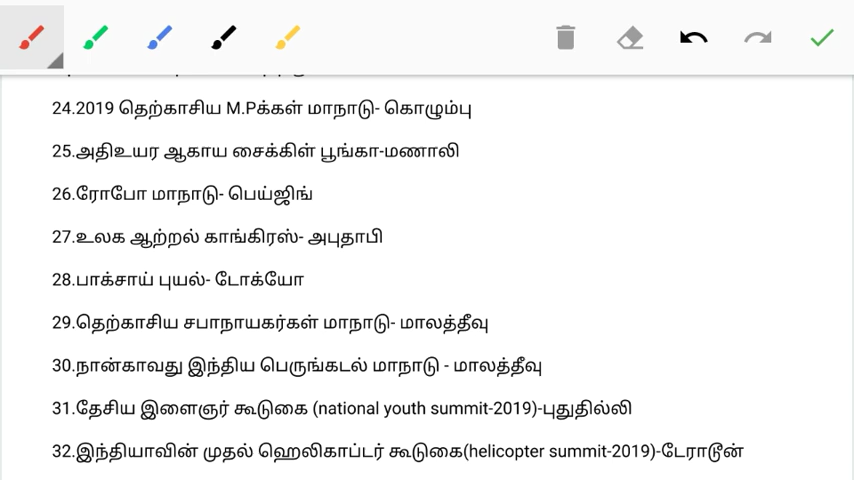 24.2019 தெற்காசிய M.Pக்கள் மாநாடு- கொழும்பு
25.அதிஉயர ஆகாய சைக்கிள் பூங்கா-மணாலி
26.ரோபோ மாநாடு- பெய்ஜிங்
27.உலக ஆற்றல் காங்கிரஸ்- அபுதாபி
28.பாக்சாய் புயல்- டோக்யோ
29.தெற்காசிய சபாநாயகர்கள் மாநாடு- மாலத்தீவு
30.நான்காவது இந்திய பெருங்கடல் மாநாடு - மாலத்தீவு
31.தேசிய இளைஞர் கூடுகை (national youth summit-2019)-புதுதில்லி
32.இந்தியாவின் முதல் ஹெலிகாப்டர் கூடுகை(helicopter summit-2019)-டேராடூன்